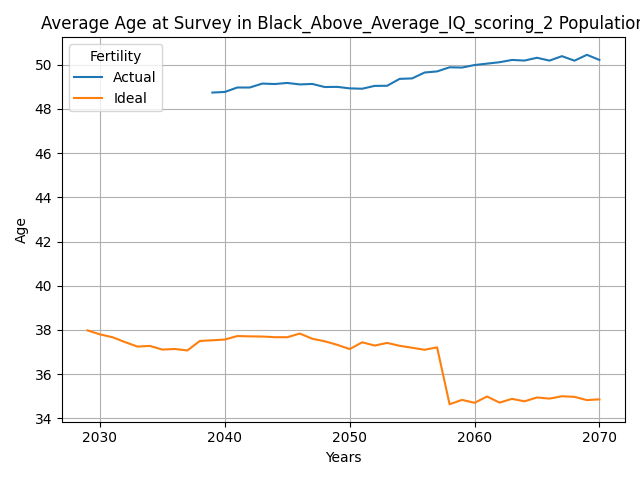 Average Age at Survey in Black_Above_Average_IQ_scoring_2 Population
Fertility
Actual
Ideal
50
48
46
44
42
40
38
36
34
Age
2030 2040 2050 2060 2070
Years